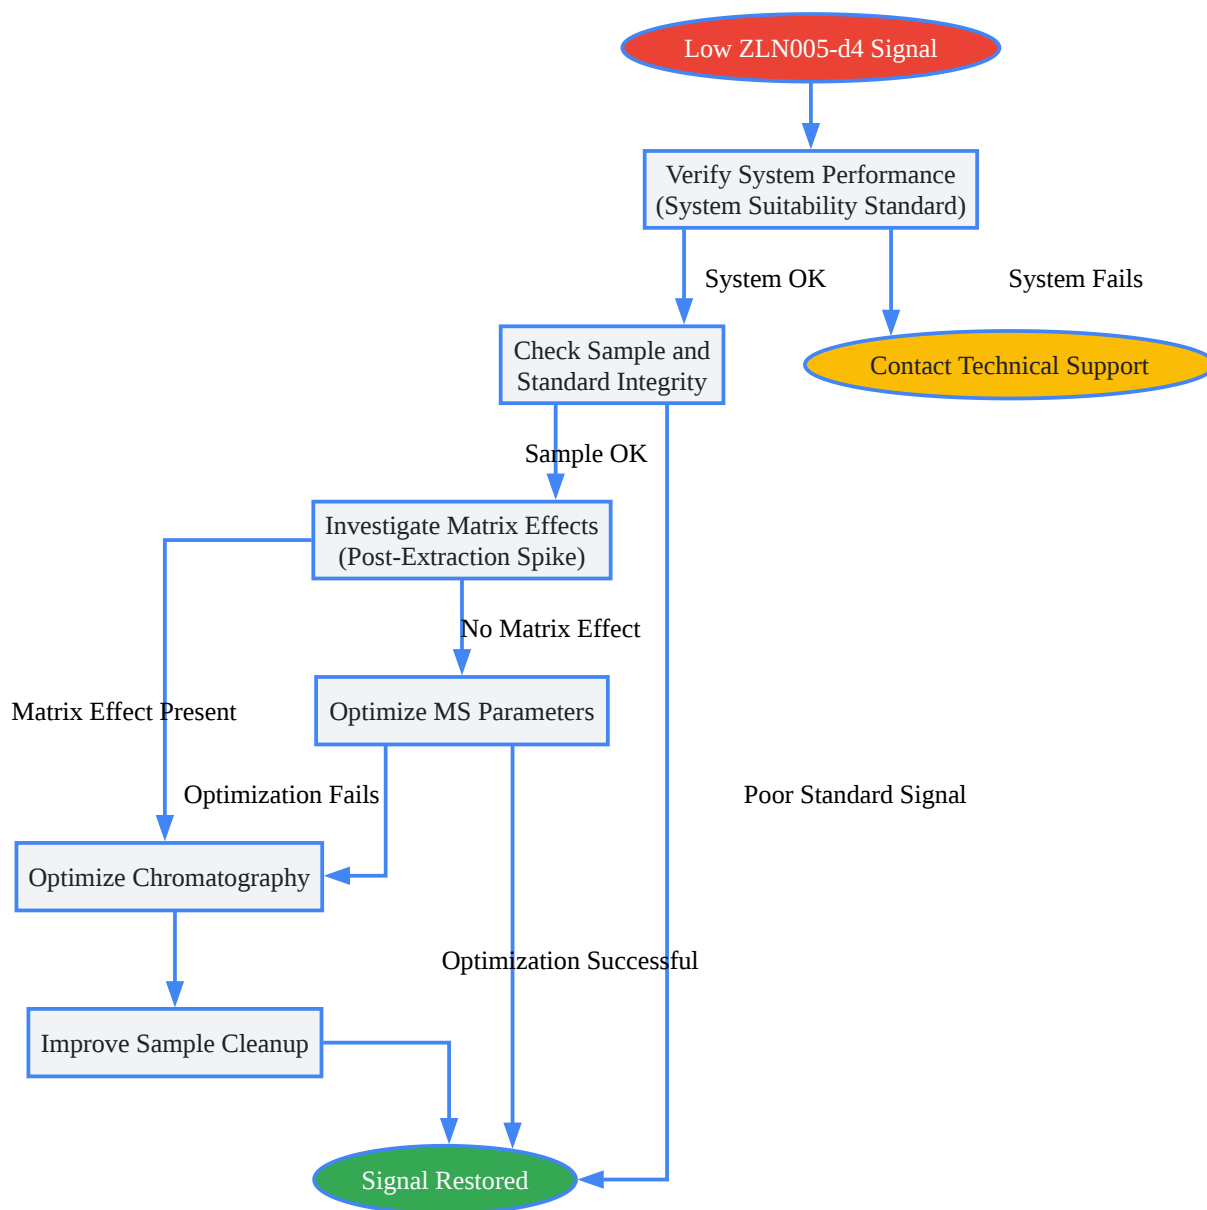 Low ZLN005-d4 Signal
Verify System Performance
(System Suitability Standard)
System OK
System Fails
Check Sample and
Standard Integrity
Contact Technical Support
Sample OK
Investigate Matrix Effects
(Post-Extraction Spike)
No Matrix Effect
Matrix Effect Present
Optimize MS Parameters
Optimization Fails
Poor Standard Signal
Optimize Chromatography
Optimization Successful
Improve Sample Cleanup
Signal Restored